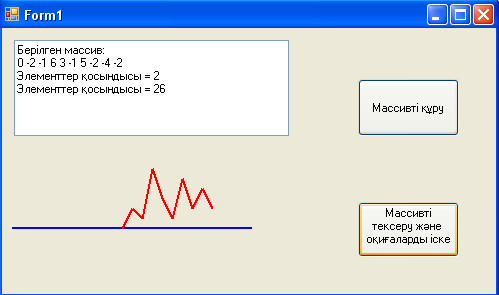 Form1
Берілген массив:
0 -2 -1 6 3 -1 5 -2 -4 -2
Элементтер қосындысы = 2
Элементтер қосындысы = 26
Массивті құру
Массивті
тексеру және
оқиғаларды іске